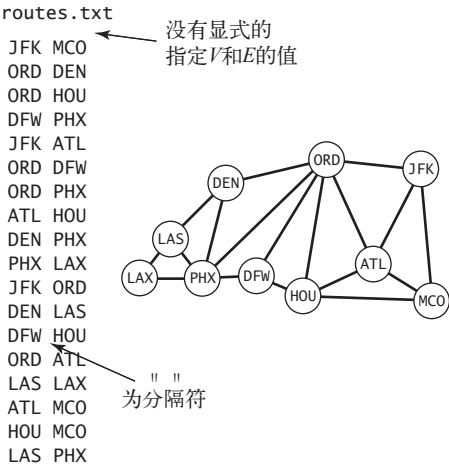 routes.txt
没有显式的
指定V和E的值
JFK MCO
ORD DEN
ORD HOU
DFW PHX
JFK ATL
ORD DFW
ORD PHX
ATL HOU
DEN PHX
PHX LAX
JFK ORD
DEN LAS
DFW HOU
ORD ATL
LAS LAX
ATL MCO
HOU MCO
LAS PHX
" "
为分隔符
ORD
JFK
DEN
LAS
ATL
LAX
PHX
DFW
HOU
MCO